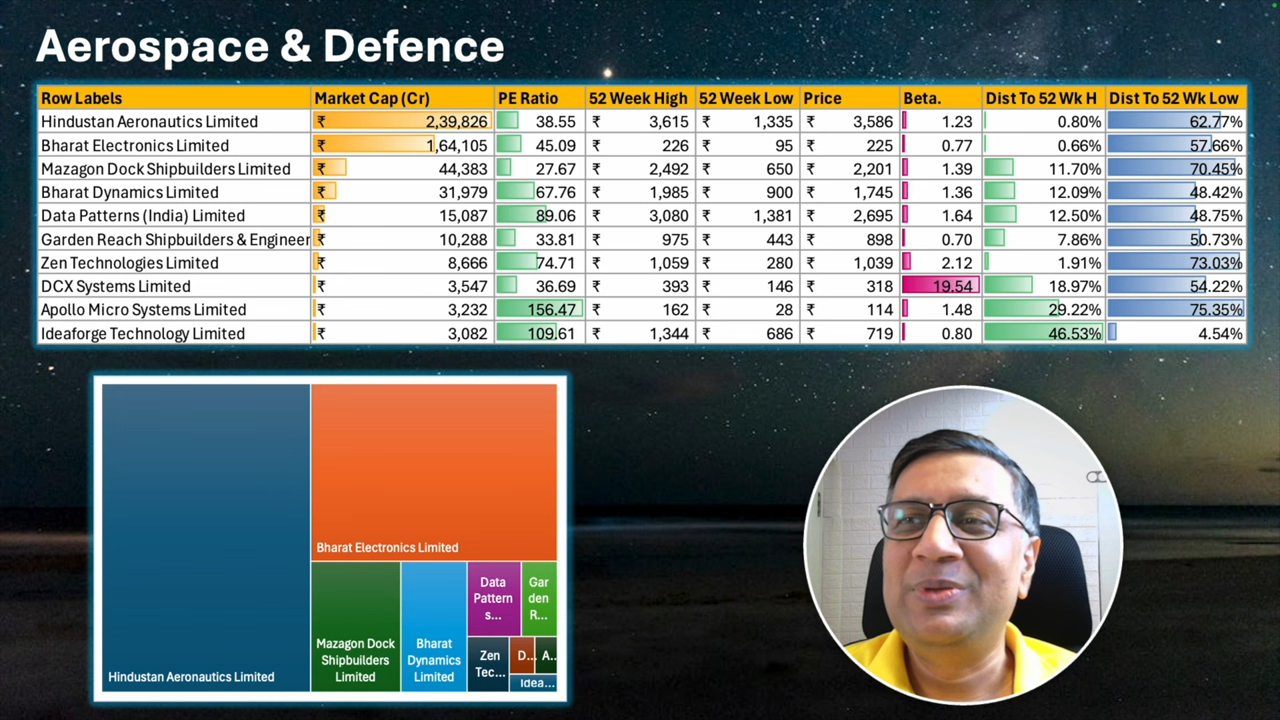 Aerospace & Defence
Row Labels Market Cap (Cr) PE Ratio 52 Week High 52 Week Low Price Beta. Dist To 52 Wk H Dist To 52 Wk Low
Hindustan Aeronautics Limited ₹ 2,39,826 38.55 ₹ 3,615 ₹ 1,335 ₹ 3,586 1.23 0.80% 62.77%
Bharat Electronics Limited ₹ 1,64,105 45.09 ₹ 226 ₹ 95 ₹ 225 0.77 0.66% 57.66%
Mazagon Dock Shipbuilders Limited ₹ 44,383 27.67 ₹ 2,492 ₹ 650 ₹ 2,201 1.39 11.70% 70.45%
Bharat Dynamics Limited ₹ 31,979 67.76 ₹ 1,985 ₹ 900 ₹ 1,745 1.36 12.09% 48.42%
Data Patterns (India) Limited ₹ 15,087 89.06 ₹ 3,080 ₹ 1,381 ₹ 2,695 1.64 12.50% 48.75%
Garden Reach Shipbuilders & Engineer ₹ 10,288 33.81 ₹ 975 ₹ 443 ₹ 898 0.70 7.86% 50.73%
Zen Technologies Limited ₹ 8,666 74.71 ₹ 1,059 ₹ 280 ₹ 1,039 2.12 1.91% 73.03%
DCX Systems Limited ₹ 3,547 36.69 ₹ 393 ₹ 146 ₹ 318 19.54 18.97% 54.22%
Apollo Micro Systems Limited ₹ 3,232 156.47 ₹ 162 ₹ 28 ₹ 114 1.48 29.22% 75.35%
Ideaforge Technology Limited ₹ 3,082 109.61 ₹ 1,344 ₹ 686 ₹ 719 0.80 46.53% 4.54%
Hindustan Aeronautics Limited
Bharat Electronics Limited
Mazagon Dock
Shipbuilders
Limited
Bharat
Dynamics
Limited
Data
Pattern
s...
Gar
den
R...
Zen
Tec...
D...
A...
Idea...